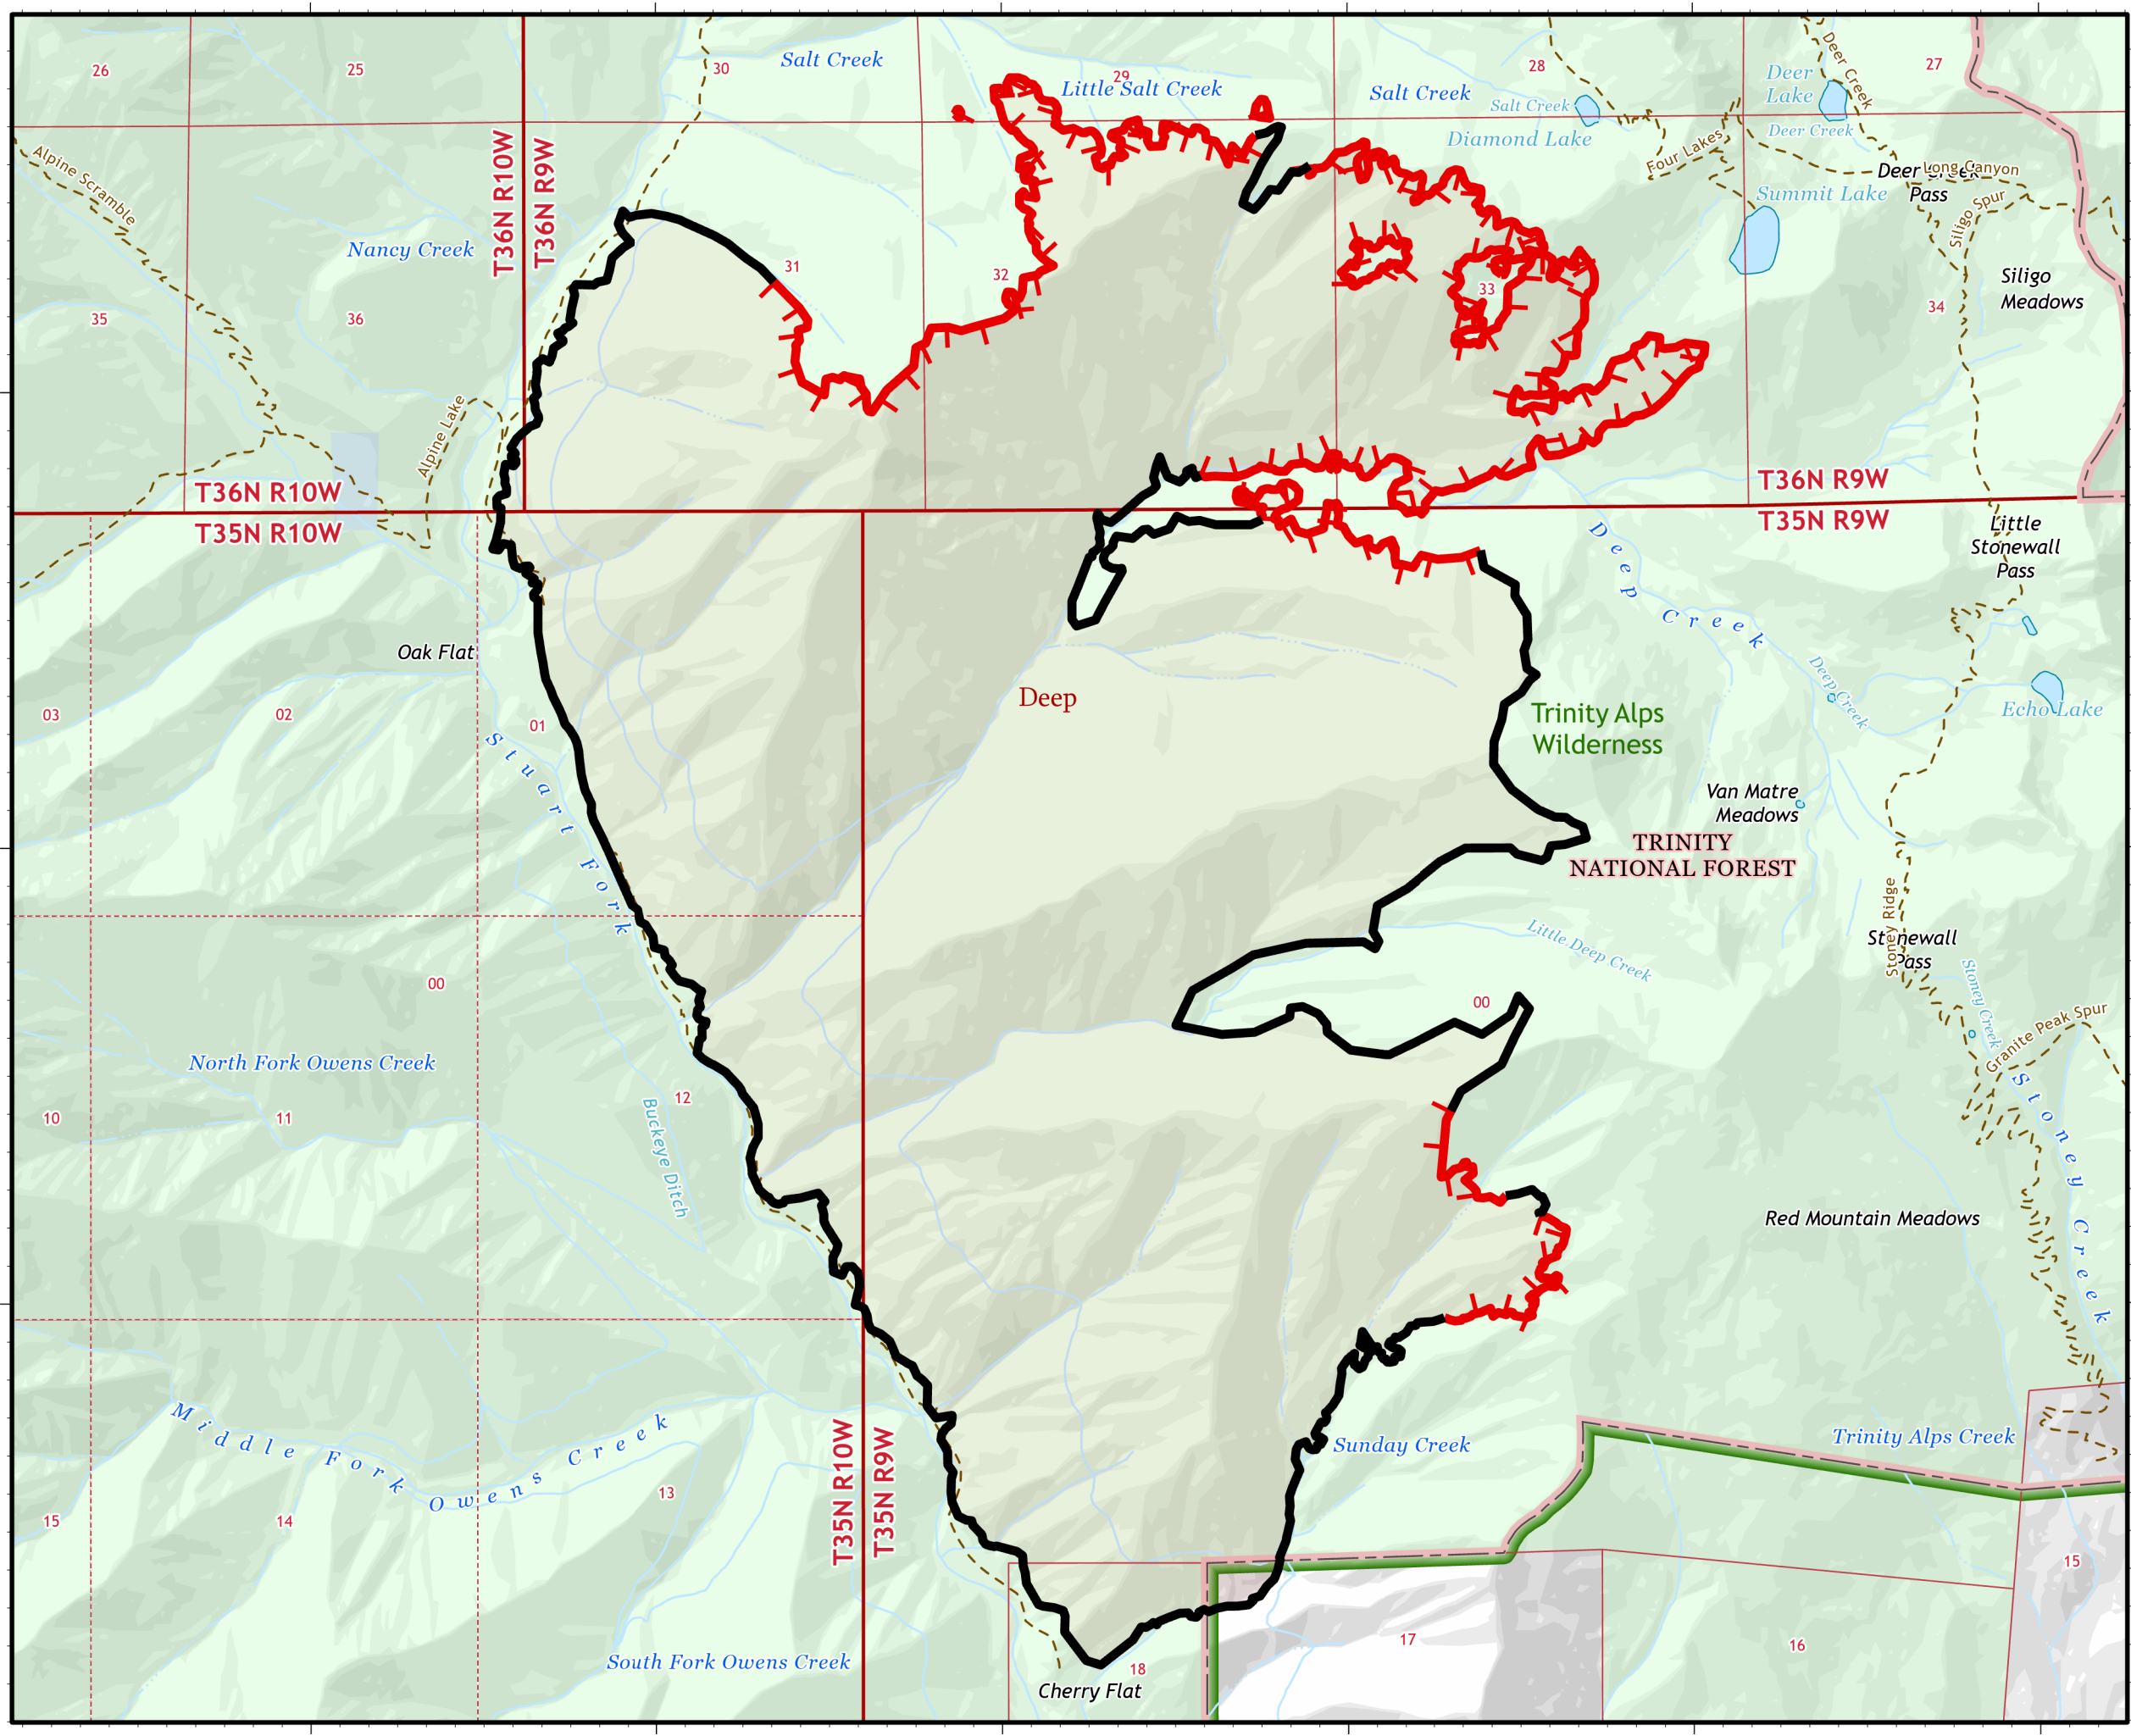 26
25
30
Salt Creek
29
Little Salt Creek
Salt Creek
28
Salt Creek
Diamond Lake
Deer
Lake
Deer Creek
Deer Creek
27
Four Lakes
Deer Creek
Pass
Long Canyon
Siligo Spur
Summit Lake
Siligo
Meadows
Alpine Scramble
T36N R10W
T36N R9W
Nancy Creek
31
32
33
34
35
36
Alpine Lake
T36N R10W
T35N R10W
T36N R9W
T35N R9W
Little
Stonewall
Pass
Deep Creek
Oak Flat
Deep
Deep Creek
Echo Lake
Trinity Alps
Wilderness
03
02
01
Stuart Fork
Van Matre
Meadows
TRINITY
NATIONAL FOREST
Stoney Ridge
Stonewall
Pass
Little Deep Creek
Stoney Creek
00
00
Granite Peak Spur
North Fork Owens Creek
Stoney Creek
10
11
12
Buckeye Ditch
Red Mountain Meadows
Middle Fork Owens Creek
T35N R10W
T35N R9W
Sunday Creek
Trinity Alps Creek
15
14
13
15
17
16
South Fork Owens Creek
18
Cherry Flat